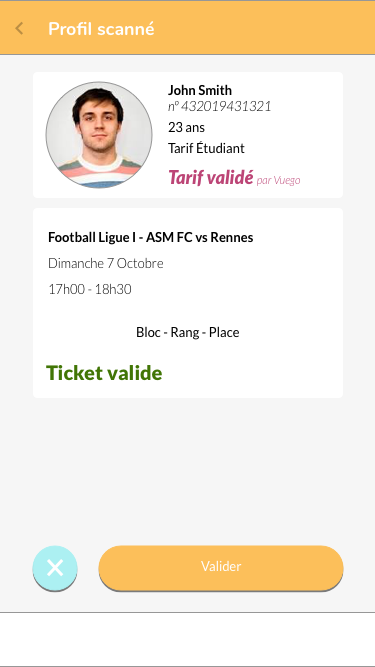 Profil scanné
John Smith
n° 432019431321
23 ans
Tarif Étudiant
Tarif validé par Vuego
Football Ligue I - ASM FC vs Rennes
Dimanche 7 Octobre
17h00 - 18h30
Bloc - Rang - Place
Ticket valide
Valider